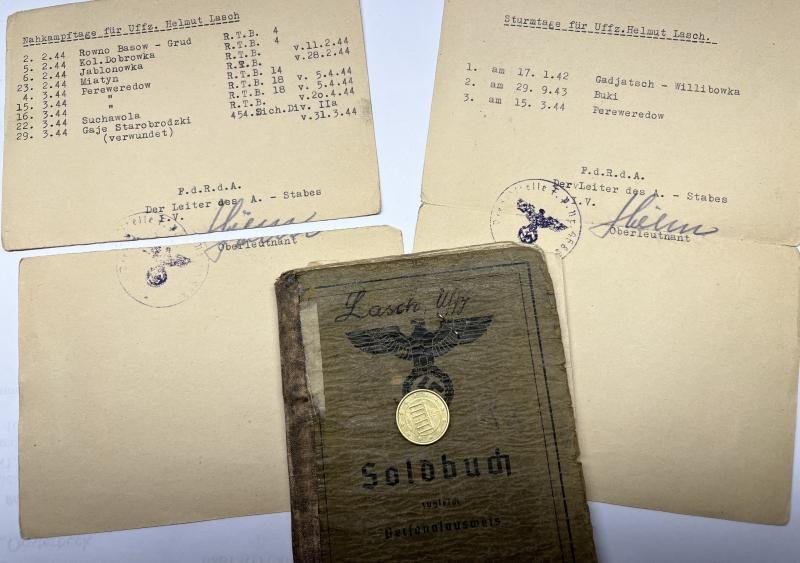 Nahkampftage für Uffz. Helmut Lasch
2. 2.44 Rowno Basow - Grud R.T.B. 4
5. 2.44 Kol.Dobrowka R.T.B. 4 v.11.2.44
6. 2.44 Jablonowka v.28.2.44
23. 2.44 Miatyn R.T.B. 14
4. 3.44 Pereweredow R.T.B. 18 v. 5.4.44
15. 3.44 " R.T.B. 18 v. 5.4.44
16. 3.44 " v.2o.4.44
22. 3.44 Suchawola 454.Sich.Div. IIa
29. 3.44 Gaje Starobrodzki v.31.3.44
(verwundet)
F.d.R.d.A.
Der Leiter des A. - Stabes
I.V.
Oberleutnant
Sturmtage für Uffz.Helmut Lasch.
1. am 17. 1.42 Gadjatsch - Willibowka
2. am 29. 9.43 Buki
3. am 15. 3.44 Pereweredow
F.d.R.d.A.
Der Leiter des A. - Stabes
I.V.
Oberleutnant
Lasch, Uffz
Soldbuch
zugleich
Personalausweis